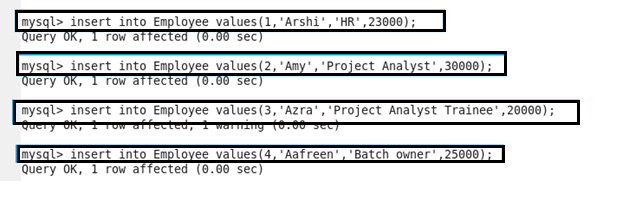 mysql> insert into Employee values(1,'Arshi','HR',23000);
Query OK, 1 row affected (0.00 sec)
mysql> insert into Employee values(2,'Amy','Project Analyst',30000);
Query OK, 1 row affected (0.00 sec)
mysql> insert into Employee values(3,'Azra','Project Analyst Trainee',20000);
Query OK, 1 row affected, 1 warning (0.00 sec)
mysql> insert into Employee values(4,'Aafreen','Batch owner',25000);
Query OK, 1 row affected (0.00 sec)